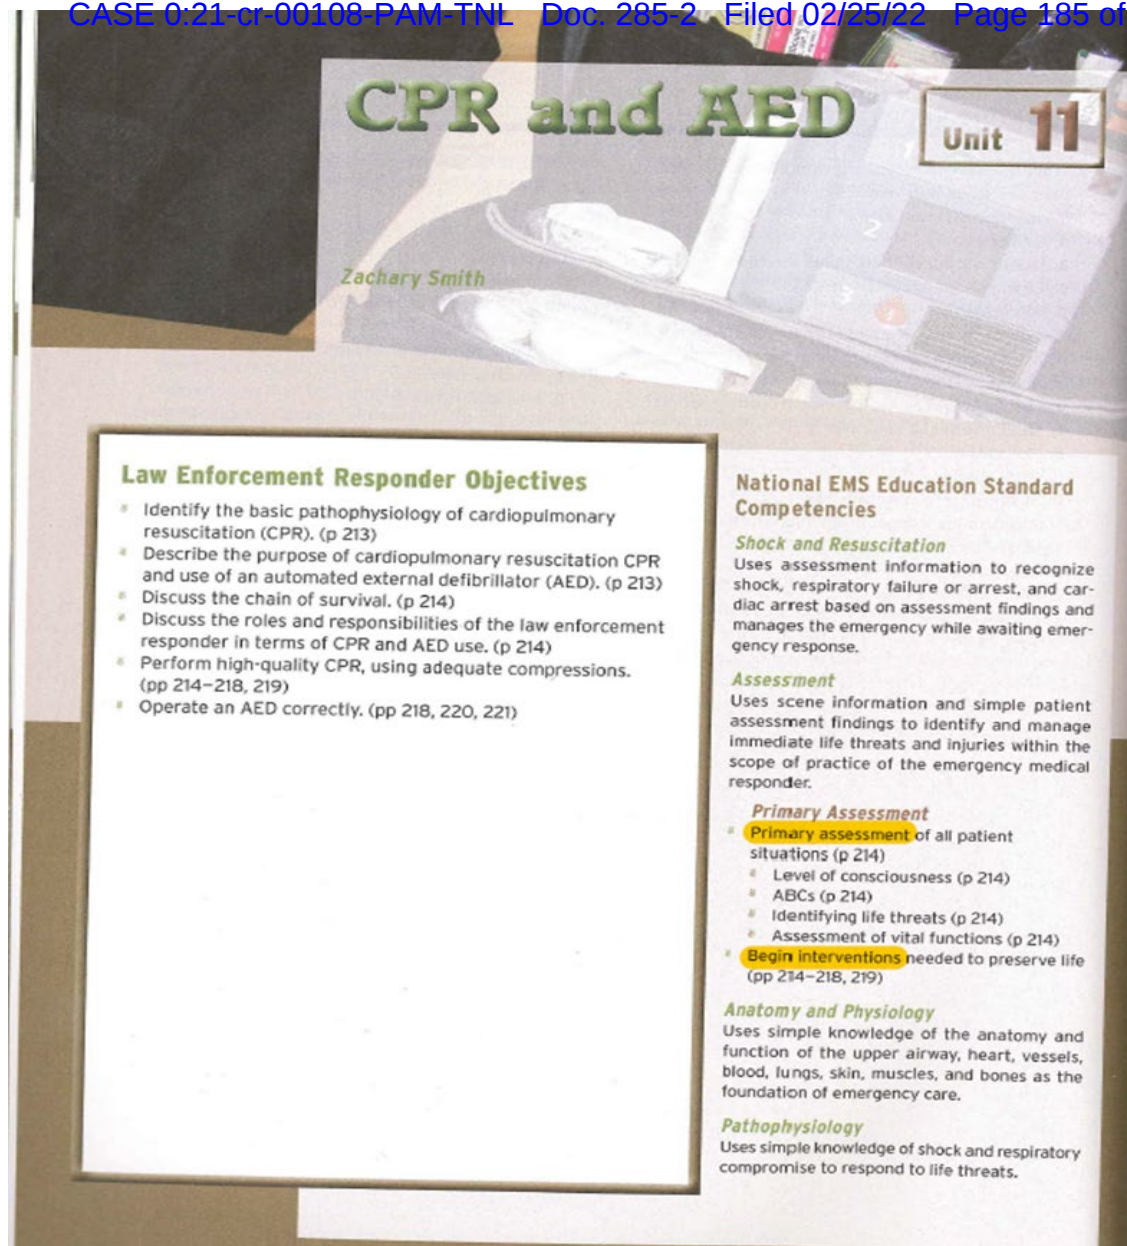 CASE 0:21-cr-00108-PAM-TNL Doc. 285-2 Filed 02/25/22 Page 185 of
CPR and AED
Unit 11
2
Zachary Smith
3
Law Enforcement Responder Objectives
Identify the basic pathophysiology of cardiopulmonary
resuscitation (CPR). (p 213)
Describe the purpose of cardiopulmonary resuscitation CPR
and use of an automated external defibrillator (AED). (p 213)
Discuss the chain of survival. (p 214)
Discuss the roles and responsibilities of the law enforcement
responder in terms of CPR and AED use. (p 214)
Perform high-quality CPR, using adequate compressions.
(pp 214–218, 219)
Operate an AED correctly. (pp 218, 220, 221)
National EMS Education Standard
Competencies
Shock and Resuscitation
Uses assessment information to recognize
shock, respiratory failure or arrest, and car-
diac arrest based on assessment findings and
manages the emergency while awaiting emer-
gency response.
Assessment
Uses scene information and simple patient
assessment findings to identify and manage
immediate life threats and injuries within the
scope of practice of the emergency medical
responder.
Primary Assessment
Primary assessment of all patient
situations (p 214)
Level of consciousness (p 214)
ABCs (p 214)
Identifying life threats (p 214)
Assessment of vital functions (p 214)
Begin interventions needed to preserve life
(pp 214–218, 219)
Anatomy and Physiology
Uses simple knowledge of the anatomy and
function of the upper airway, heart, vessels,
blood, lungs, skin, muscles, and bones as the
foundation of emergency care.
Pathophysiology
Uses simple knowledge of shock and respiratory
compromise to respond to life threats.